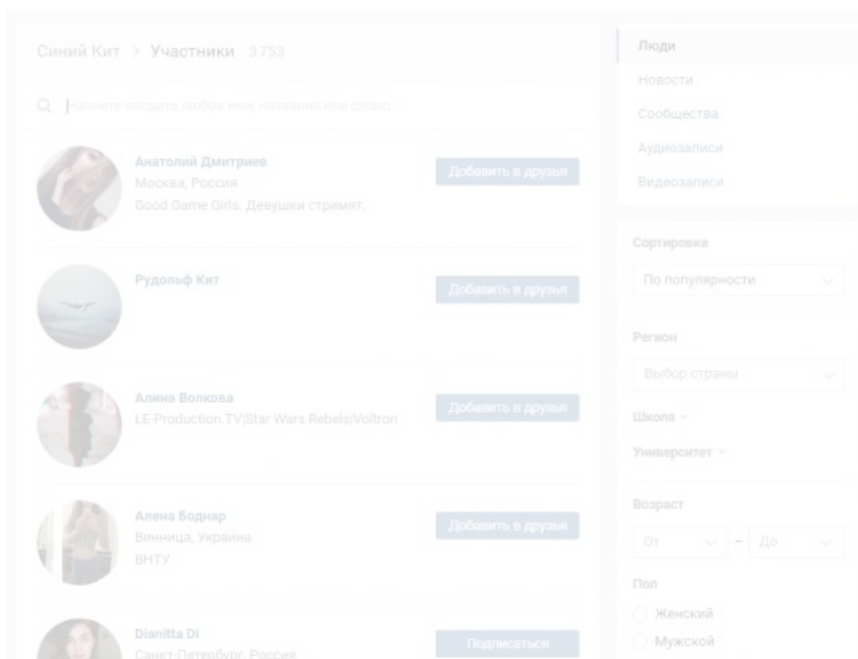 Синий Кит > Участники 3 753
Начните вводить любое имя, название или слово
Анатолий Дмитриев
Москва, Россия
Good Game Girls. Девушки стримят.
Добавить в друзья
Рудольф Кит
Добавить в друзья
Алина Волкова
LE-Production.TV|Star Wars Rebels|Voltron
Добавить в друзья
Алена Боднар
Винница, Украина
ВНТУ
Добавить в друзья
Dianitta Di
Санкт-Петербург, Россия
Подписаться
Люди
Новости
Сообщества
Аудиозаписи
Видеозаписи
Сортировка
По популярности
Регион
Выбор страны
Школа
Университет
Возраст
От – До
Пол
Женский
Мужской